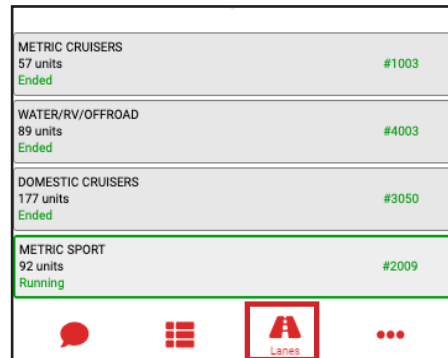 METRIC CRUISERS
57 units
#1003
Ended
WATER/RV/OFFROAD
89 units
#4003
Ended
DOMESTIC CRUISERS
177 units
#3050
Ended
METRIC SPORT
92 units
#2009
Running
Lanes